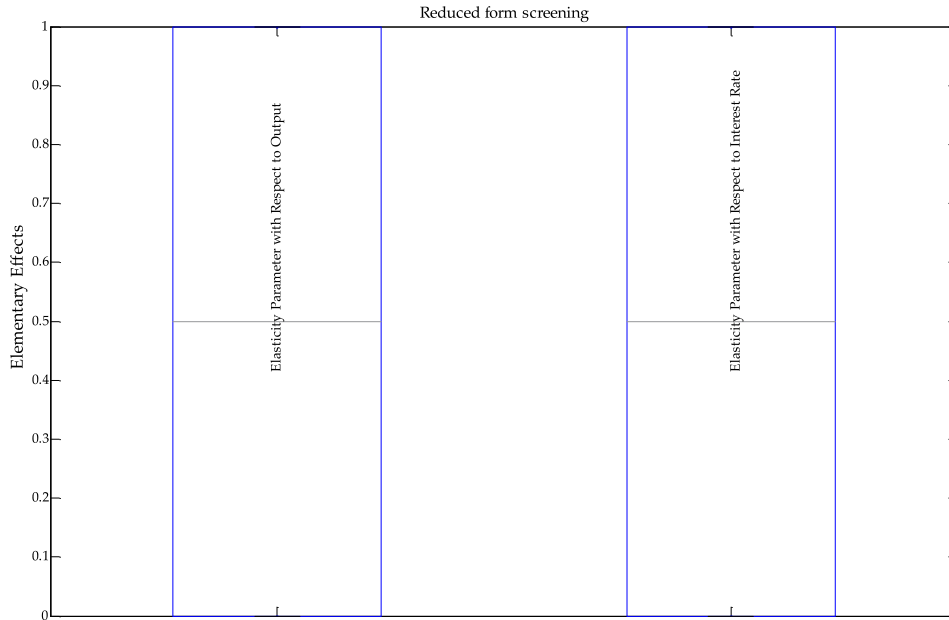 Reduced form screening
Elementary Effects
1
0.9
0.8
0.7
0.6
0.5
0.4
0.3
0.2
0.1
0
Elasticity Parameter with Respect to Output
Elasticity Parameter with Respect to Interest Rate